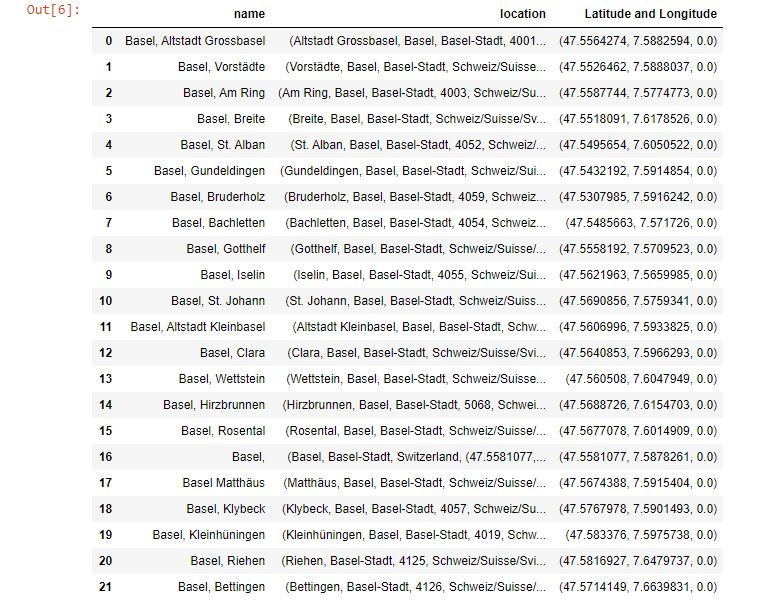 Out[6]:
name location Latitude and Longitude
0 Basel, Altstadt Grossbasel (Altstadt Grossbasel, Basel, Basel-Stadt, 4001... (47.5564274, 7.5882594, 0.0)
1 Basel, Vorstädte (Vorstädte, Basel, Basel-Stadt, Schweiz/Suisse... (47.5526462, 7.5888037, 0.0)
2 Basel, Am Ring (Am Ring, Basel, Basel-Stadt, 4003, Schweiz/Su... (47.5587744, 7.5774773, 0.0)
3 Basel, Breite (Breite, Basel, Basel-Stadt, Schweiz/Suisse/Sv... (47.5518091, 7.6178526, 0.0)
4 Basel, St. Alban (St. Alban, Basel, Basel-Stadt, 4052, Schweiz/... (47.5495654, 7.6050522, 0.0)
5 Basel, Gundeldingen (Gundeldingen, Basel, Basel-Stadt, Schweiz/Sui... (47.5432192, 7.5914854, 0.0)
6 Basel, Bruderholz (Bruderholz, Basel, Basel-Stadt, 4059, Schweiz... (47.5307985, 7.5916242, 0.0)
7 Basel, Bachletten (Bachletten, Basel, Basel-Stadt, 4054, Schweiz... (47.5485663, 7.571726, 0.0)
8 Basel, Gotthelf (Gotthelf, Basel, Basel-Stadt, Schweiz/Suisse/... (47.5558192, 7.5709523, 0.0)
9 Basel, Iselin (Iselin, Basel, Basel-Stadt, 4055, Schweiz/Sui... (47.5621963, 7.5659985, 0.0)
10 Basel, St. Johann (St. Johann, Basel, Basel-Stadt, Schweiz/Suiss... (47.5690856, 7.5759341, 0.0)
11 Basel, Altstadt Kleinbasel (Altstadt Kleinbasel, Basel, Basel-Stadt, Schw... (47.5606996, 7.5933825, 0.0)
12 Basel, Clara (Clara, Basel, Basel-Stadt, Schweiz/Suisse/Svi... (47.5640853, 7.5966293, 0.0)
13 Basel, Wettstein (Wettstein, Basel, Basel-Stadt, Schweiz/Suisse... (47.560508, 7.6047949, 0.0)
14 Basel, Hirzbrunnen (Hirzbrunnen, Basel, Basel-Stadt, 5068, Schwei... (47.5688726, 7.6154703, 0.0)
15 Basel, Rosental (Rosental, Basel, Basel-Stadt, Schweiz/Suisse/... (47.5677078, 7.6014909, 0.0)
16 Basel, (Basel, Basel-Stadt, Switzerland, (47.5581077,... (47.5581077, 7.5878261, 0.0)
17 Basel Matthäus (Matthäus, Basel, Basel-Stadt, Schweiz/Suisse/... (47.5674388, 7.5915404, 0.0)
18 Basel, Klybeck (Klybeck, Basel, Basel-Stadt, 4057, Schweiz/Su... (47.5767978, 7.5901493, 0.0)
19 Basel, Kleinhüningen (Kleinhüningen, Basel, Basel-Stadt, 4019, Schw... (47.583376, 7.5975738, 0.0)
20 Basel, Riehen (Riehen, Basel-Stadt, 4125, Schweiz/Suisse/Svi... (47.5816927, 7.6479737, 0.0)
21 Basel, Bettingen (Bettingen, Basel-Stadt, 4126, Schweiz/Suisse/... (47.5714149, 7.6639831, 0.0)